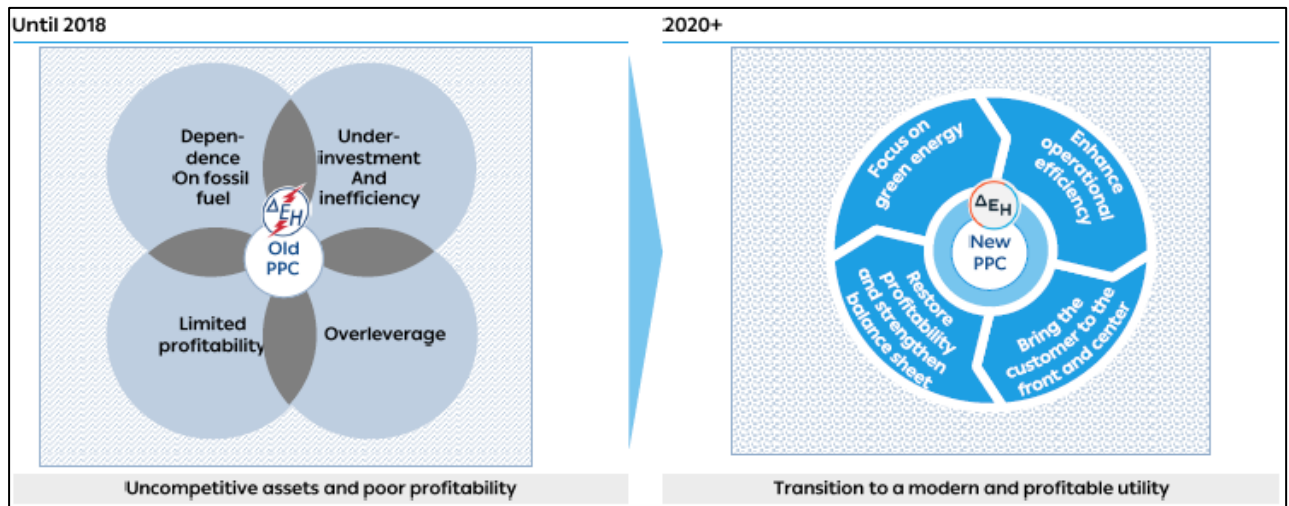 Until 2018
Depen-
dence
On fossil
fuel
Under-
investment
And
inefficiency
ΔEH
Old
PPC
Limited
profitability
Overleverage
Uncompetitive assets and poor profitability
2020+
Focus on
green energy
Enhance
operational
efficiency
ΔEH
New
PPC
Restore
profitability
and strengthen
balance sheet
Bring the
customer to the
front and center
Transition to a modern and profitable utility